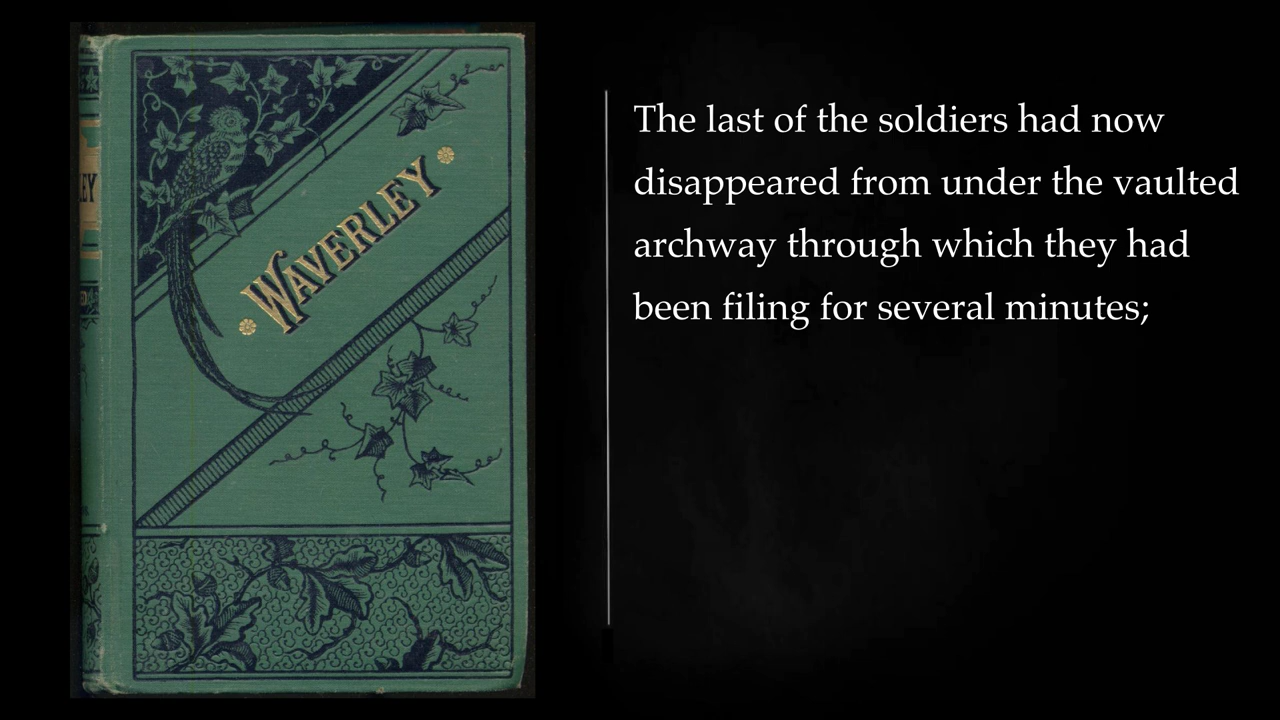 EY
WAVERLEY
The last of the soldiers had now
disappeared from under the vaulted
archway through which they had
been filing for several minutes;